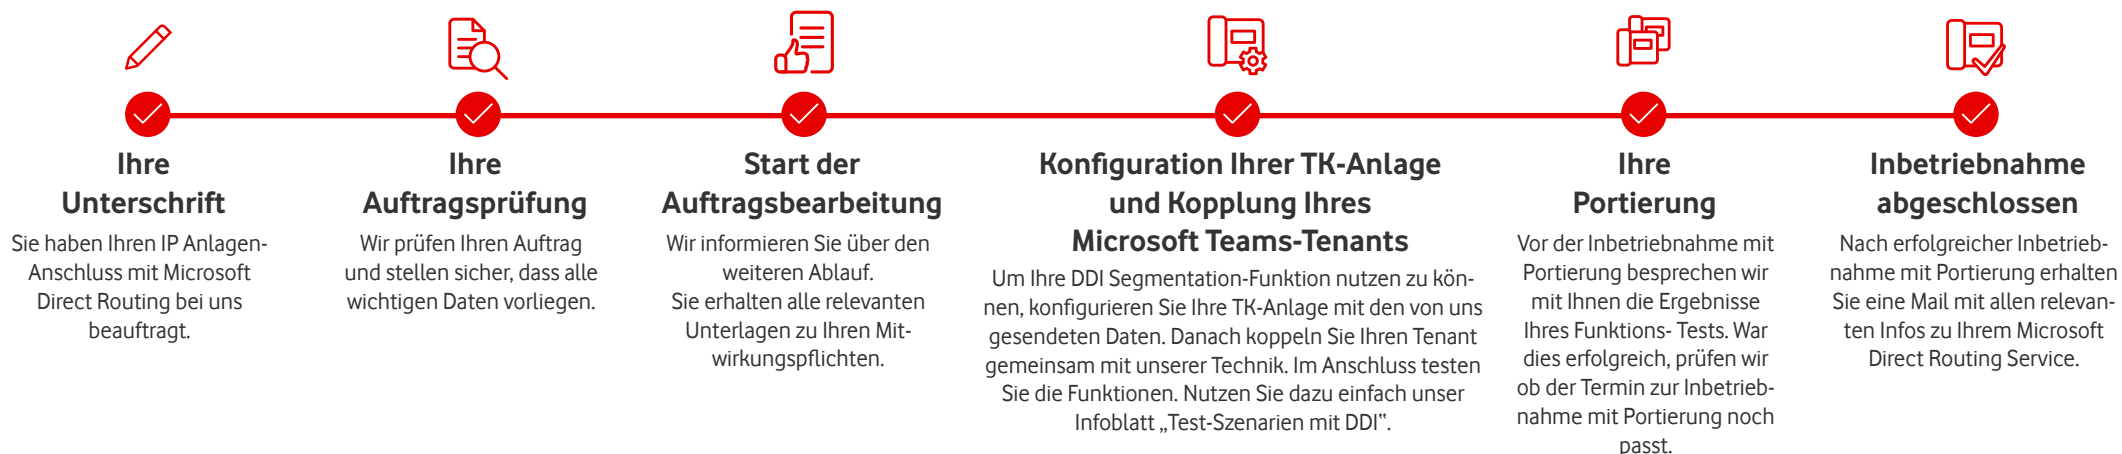 Ihre
Unterschrift
Sie haben Ihren IP Anlagen-
Anschluss mit Microsoft
Direct Routing bei uns
beauftragt.
Ihre
Auftragsprüfung
Wir prüfen Ihren Auftrag
und stellen sicher, dass alle
wichtigen Daten vorliegen.
Start der
Auftragsbearbeitung
Wir informieren Sie über den
weiteren Ablauf.
Sie erhalten alle relevanten
Unterlagen zu Ihren Mit-
wirkungspflichten.
Konfiguration Ihrer TK-Anlage
und Kopplung Ihres
Microsoft Teams-Tenants
Um Ihre DDI Segmentation-Funktion nutzen zu kön-
nen, konfigurieren Sie Ihre TK-Anlage mit den von uns
gesendeten Daten. Danach koppeln Sie Ihren Tenant
gemeinsam mit unserer Technik. Im Anschluss testen
Sie die Funktionen. Nutzen Sie dazu einfach unser
Infoblatt „Test-Szenarien mit DDI“.
Ihre
Portierung
Vor der Inbetriebnahme mit
Portierung besprechen wir
mit Ihnen die Ergebnisse
Ihres Funktions- Tests. War
dies erfolgreich, prüfen wir
ob der Termin zur Inbetrieb-
nahme mit Portierung noch
passt.
Inbetriebnahme
abgeschlossen
Nach erfolgreicher Inbetrieb-
nahme mit Portierung erhalten
Sie eine Mail mit allen relevan-
ten Infos zu Ihrem Microsoft
Direct Routing Service.